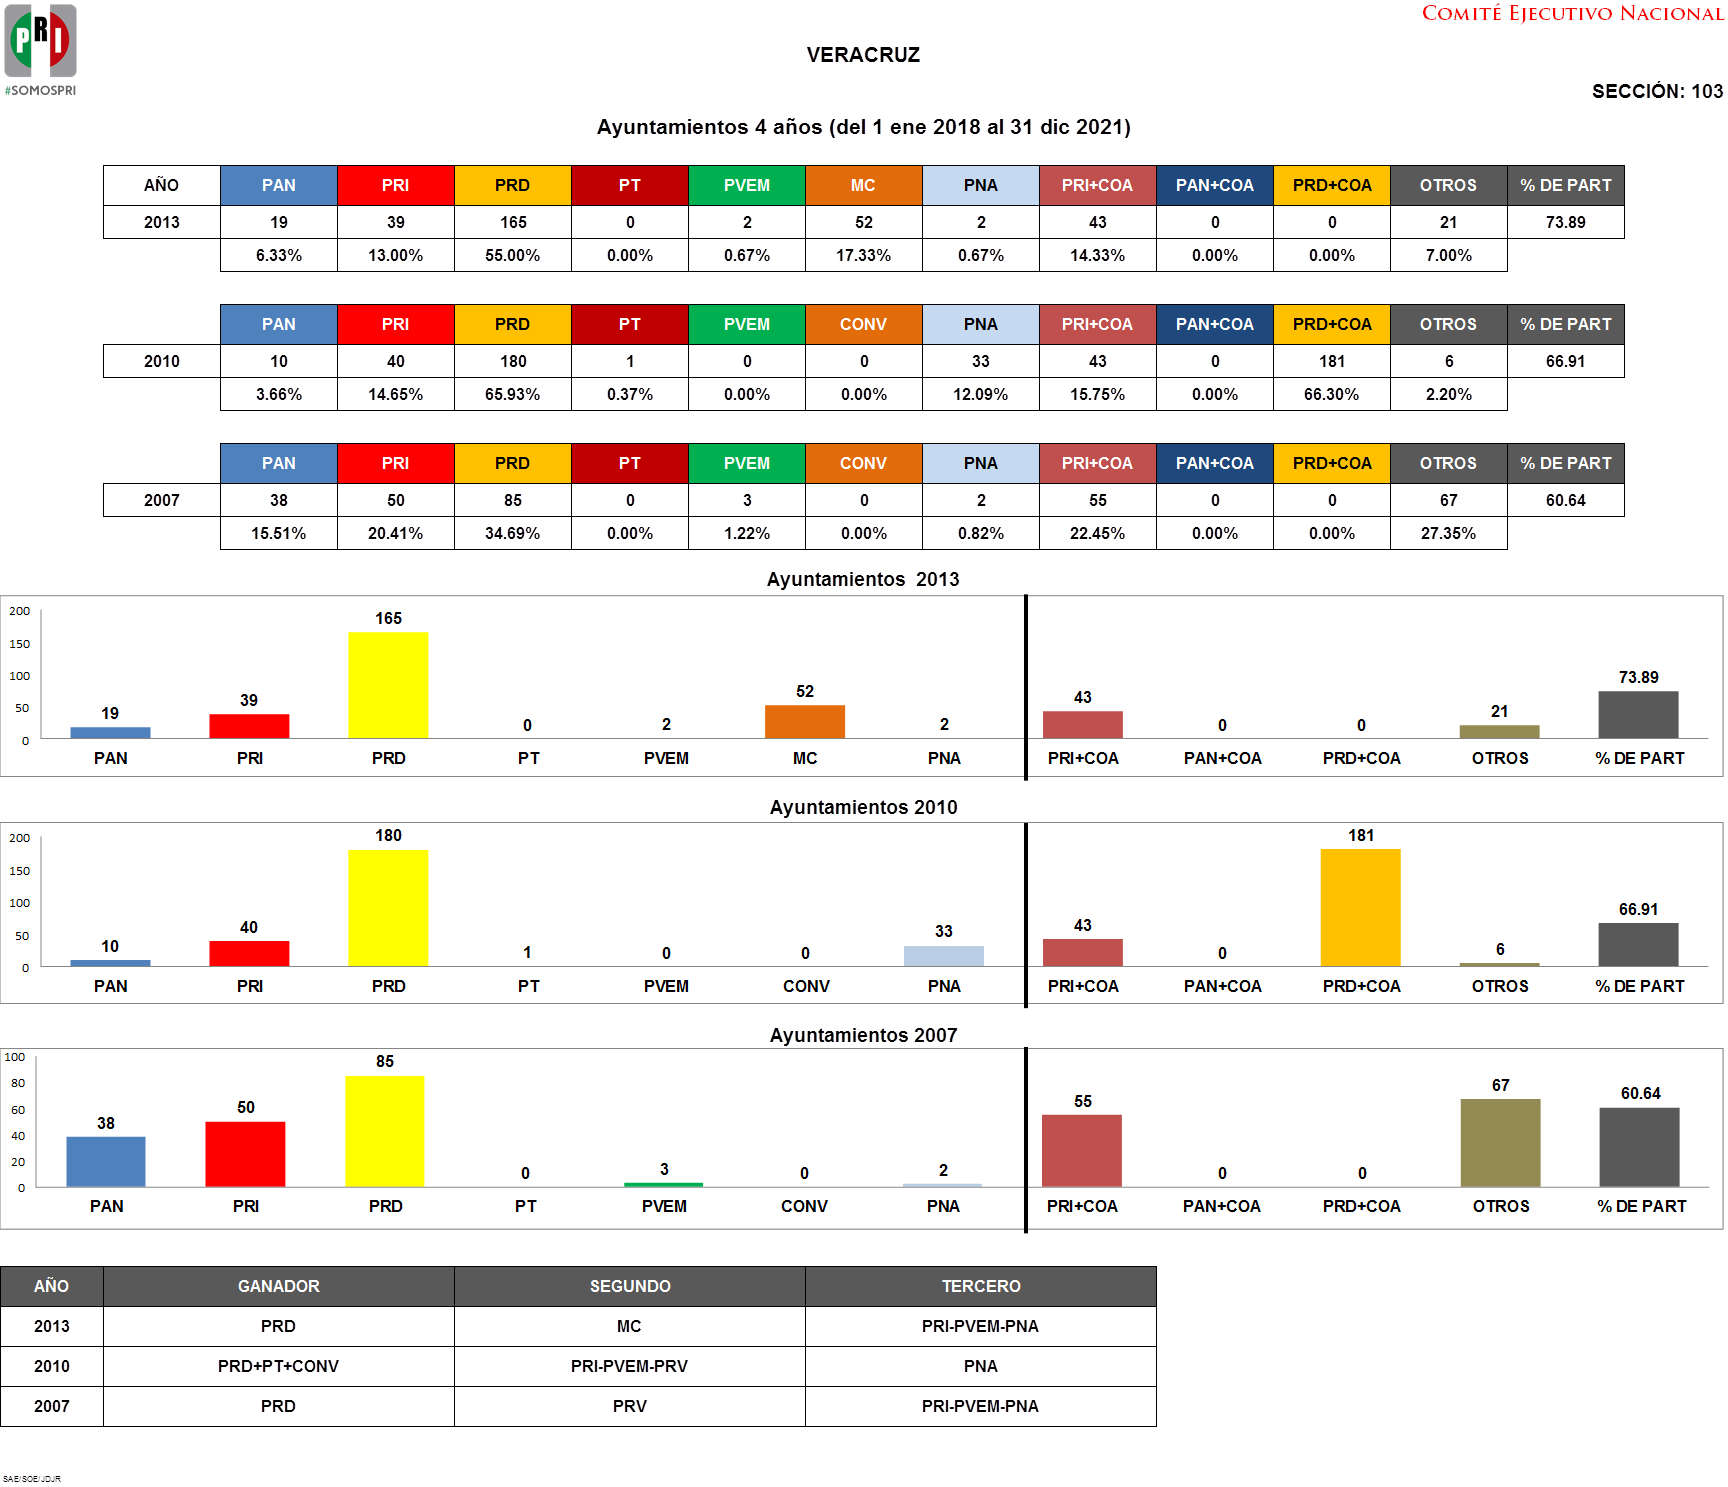 COMITÉ EJECUTIVO NACIONAL
PRI
#SOMOSPRI
VERACRUZ
SECCIÓN: 103
Ayuntamientos 4 años (del 1 ene 2018 al 31 dic 2021)
AÑO PAN PRI PRD PT PVEM MC PNA PRI+COA PAN+COA PRD+COA OTROS % DE PART
2013 19 39 165 0 2 52 2 43 0 0 21 73.89
6.33% 13.00% 55.00% 0.00% 0.67% 17.33% 0.67% 14.33% 0.00% 0.00% 7.00%
PAN PRI PRD PT PVEM CONV PNA PRI+COA PAN+COA PRD+COA OTROS % DE PART
2010 10 40 180 1 0 0 33 43 0 181 6 66.91
3.66% 14.65% 65.93% 0.37% 0.00% 0.00% 12.09% 15.75% 0.00% 66.30% 2.20%
PAN PRI PRD PT PVEM CONV PNA PRI+COA PAN+COA PRD+COA OTROS % DE PART
2007 38 50 85 0 3 0 2 55 0 0 67 60.64
15.51% 20.41% 34.69% 0.00% 1.22% 0.00% 0.82% 22.45% 0.00% 0.00% 27.35%
Ayuntamientos 2013
200
150
100
50
0
19 39 165 0 2 52 2 43 0 0 21 73.89
PAN PRI PRD PT PVEM MC PNA PRI+COA PAN+COA PRD+COA OTROS % DE PART
Ayuntamientos 2010
200
150
100
50
0
10 40 180 1 0 0 33 43 0 181 6 66.91
PAN PRI PRD PT PVEM CONV PNA PRI+COA PAN+COA PRD+COA OTROS % DE PART
Ayuntamientos 2007
100
80
60
40
20
0
38 50 85 0 3 0 2 55 0 0 67 60.64
PAN PRI PRD PT PVEM CONV PNA PRI+COA PAN+COA PRD+COA OTROS % DE PART
AÑO GANADOR SEGUNDO TERCERO
2013 PRD MC PRI-PVEM-PNA
2010 PRD+PT+CONV PRI-PVEM-PRV PNA
2007 PRD PRV PRI-PVEM-PNA
SAE/SOE/JDJR